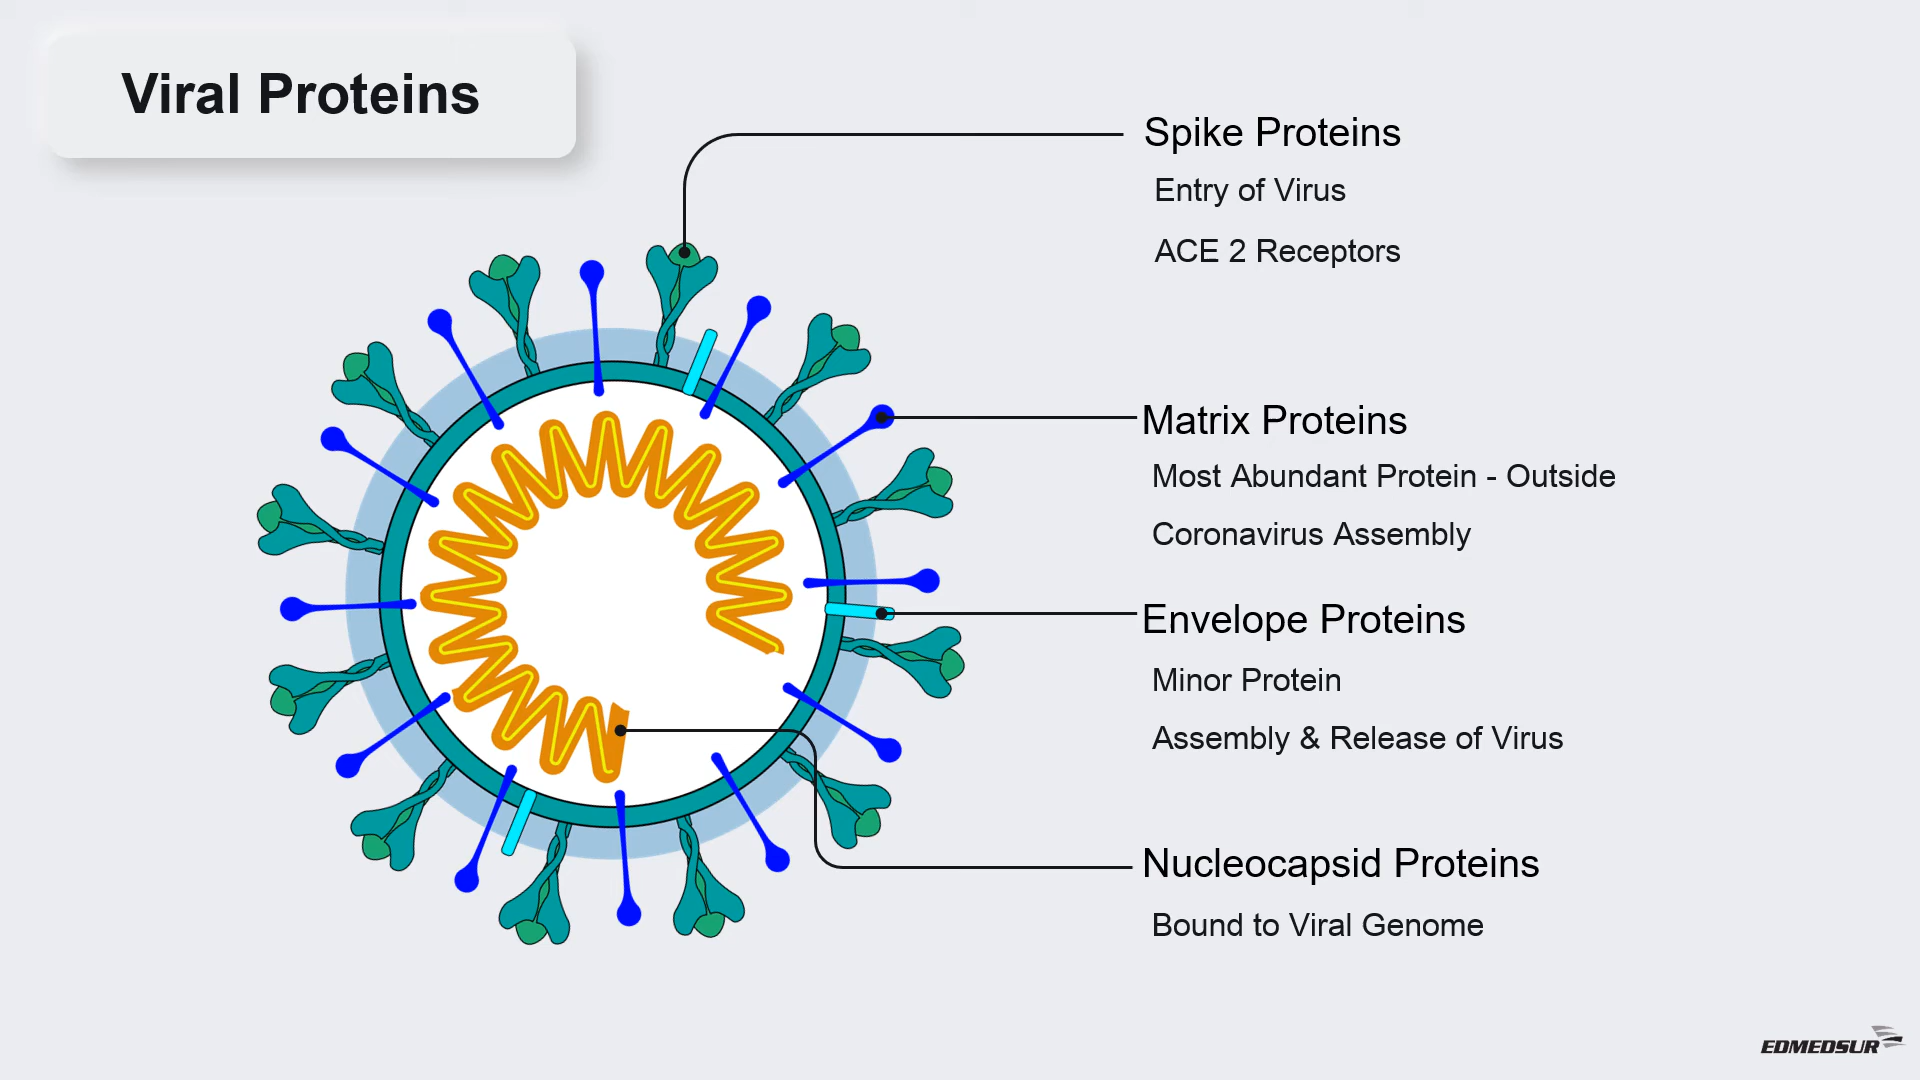 Viral Proteins
Spike Proteins
Entry of Virus
ACE 2 Receptors
Matrix Proteins
Most Abundant Protein - Outside
Coronavirus Assembly
Envelope Proteins
Minor Protein
Assembly & Release of Virus
Nucleocapsid Proteins
Bound to Viral Genome
EDMEDSUR